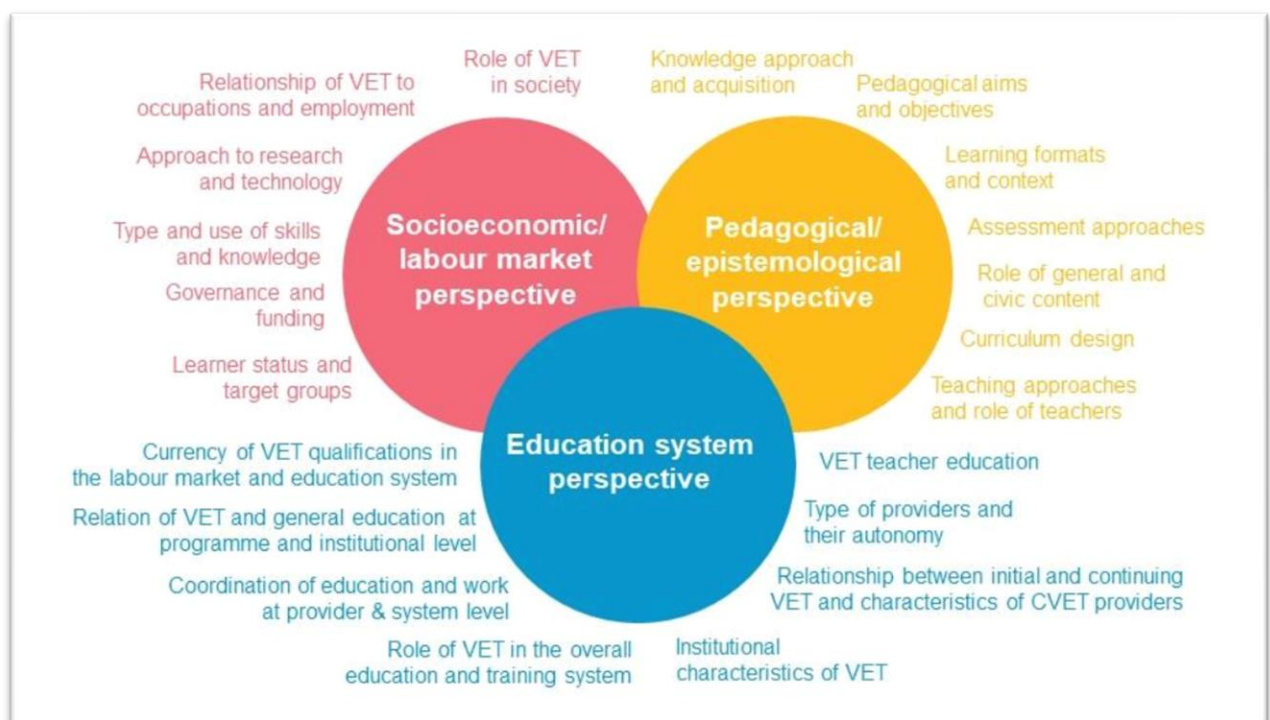 Role of VET
in society
Relationship of VET to
occupations and employment
Approach to research
and technology
Type and use of skills
and knowledge
Governance and
funding
Learner status and
target groups
Socioeconomic/
labour market
perspective
Knowledge approach
and acquisition
Pedagogical aims
and objectives
Learning formats
and context
Assessment approaches
Role of general and
civic content
Curriculum design
Teaching approaches
and role of teachers
Pedagogical/
epistemological
perspective
Education system
perspective
Currency of VET qualifications in
the labour market and education system
Relation of VET and general education at
programme and institutional level
Coordination of education and work
at provider & system level
Role of VET in the overall
education and training system
VET teacher education
Type of providers and
their autonomy
Relationship between initial and continuing
VET and characteristics of CVET providers
Institutional
characteristics of VET